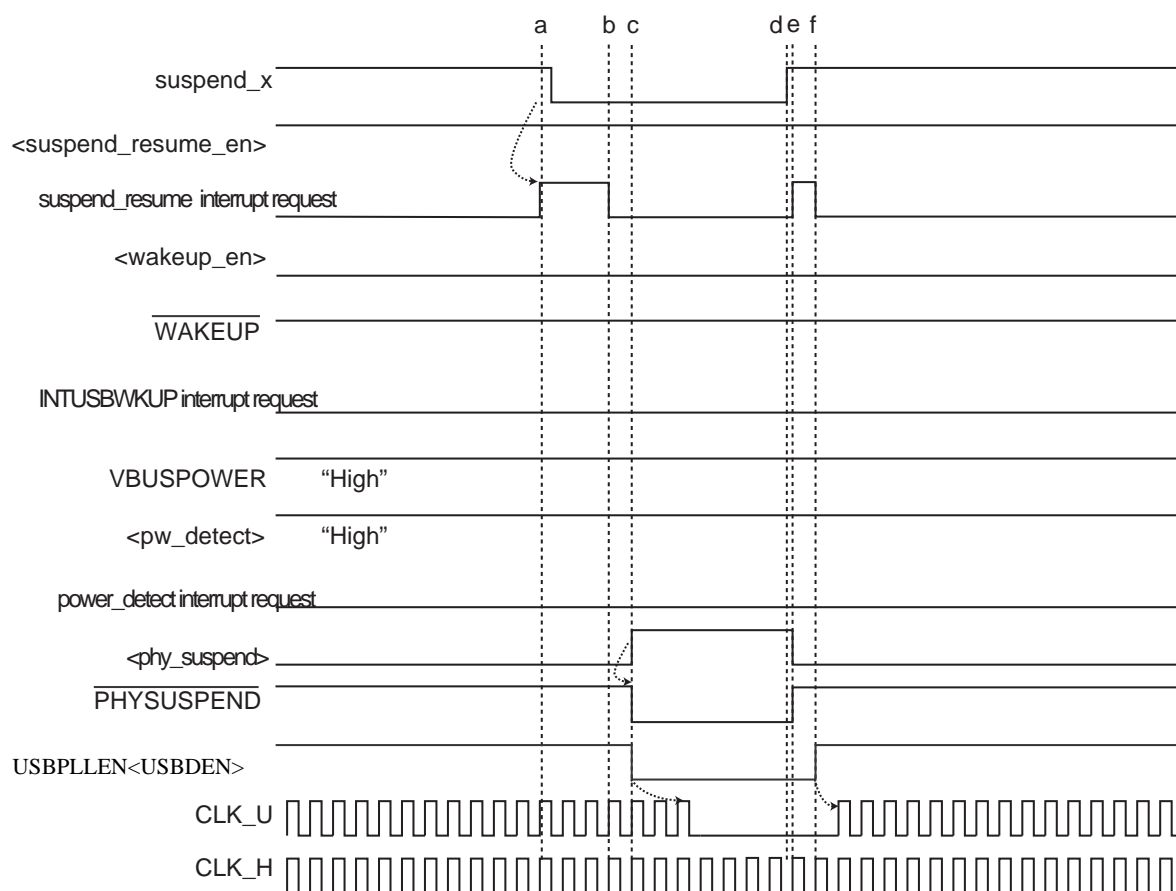 a b c d e f
suspend_x
<suspend_resume_en>
suspend_resume interrupt request
<wakeup_en>
WAKEUP
INTUSBWKUP interrupt request
VBUSPOWER “High”
<pw_detect> “High”
power_detect interrupt request
<phy_suspend>
PHYSUSPEND
USBPLLEN<USBDEN>
CLK_U
CLK_H